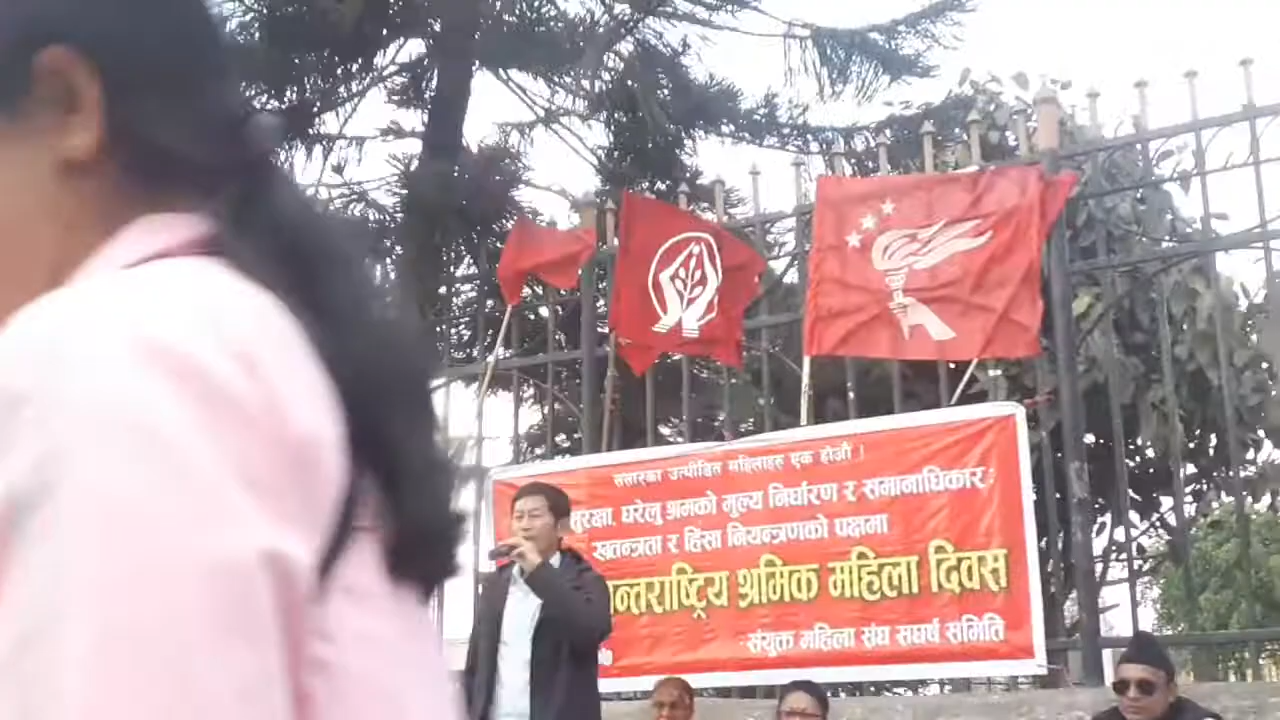 संसारका उत्पीडित महिलाहरु एक होऔं !
सुरक्षा, घरेलु श्रमको मुल्य निर्धारण र समानाधिकार
स्वतन्त्रता र हिंसा नियन्त्रणको पक्षमा
न्तराष्ट्रिय श्रमिक महिला दिवस
संयुक्त महिला संघ सघर्ष समिति